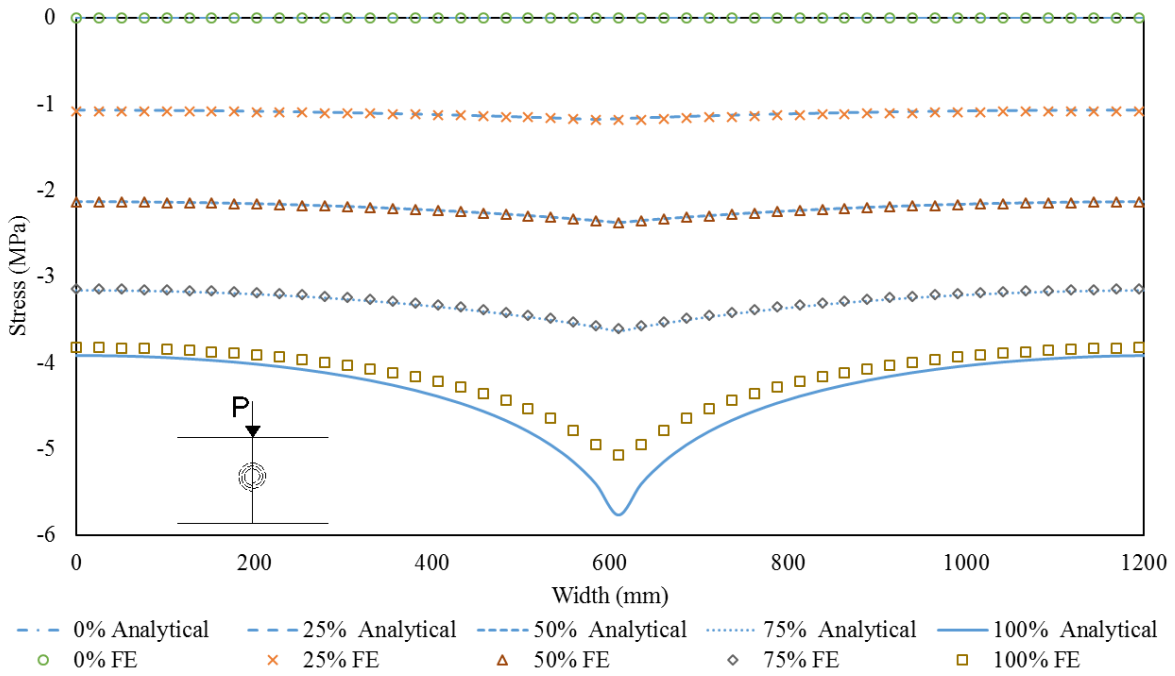 0
-1
-2
-3
-4
-5
-6
Stress (MPa)
P
0 200 400 600 800 1000 1200
Width (mm)
0% Analytical 25% Analytical 50% Analytical 75% Analytical 100% Analytical
0% FE 25% FE 50% FE 75% FE 100% FE